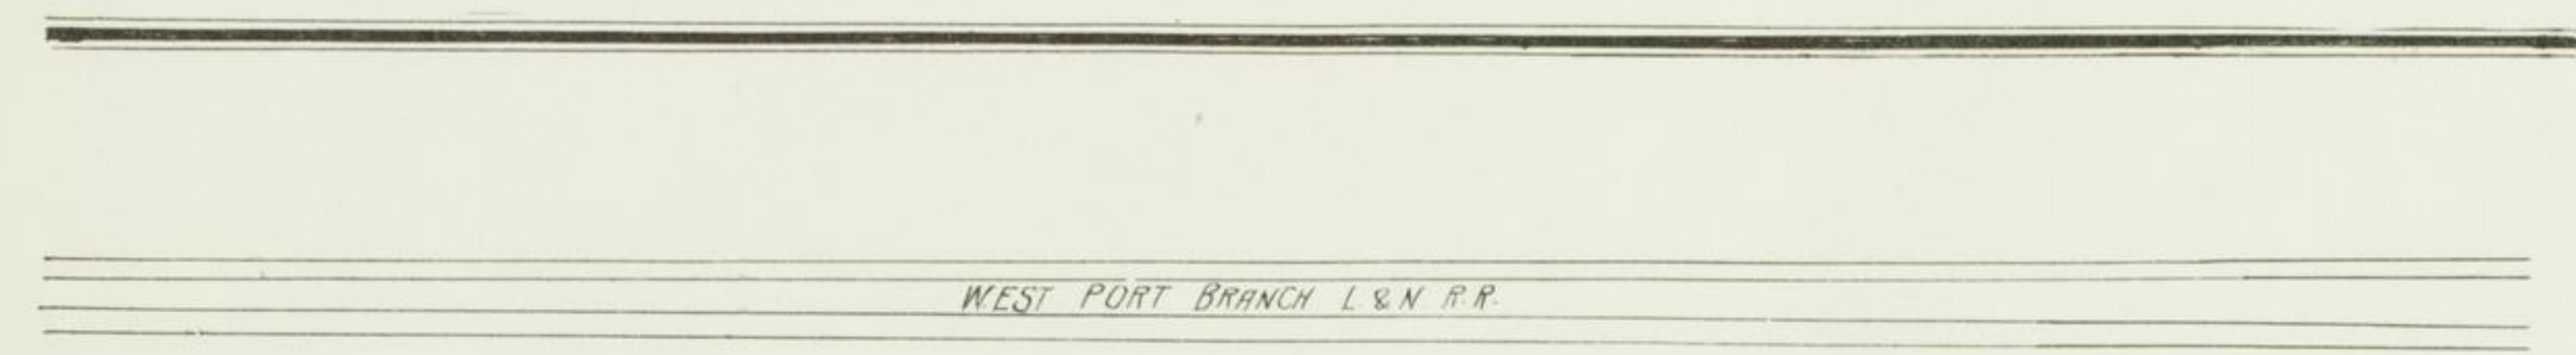 WEST PORT BRANCH L. & N R.R.